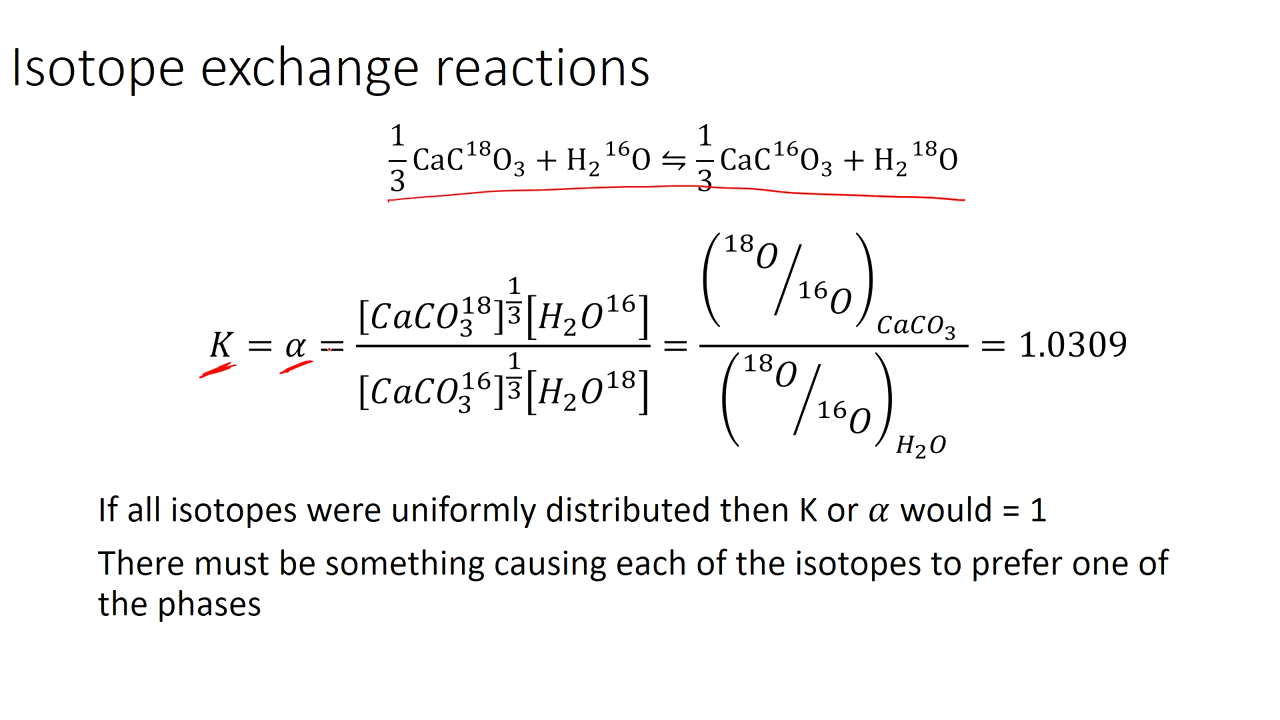 Isotope exchange reactions
1/3 CaC¹⁸O₃ + H₂¹⁶O ⇋ 1/3 CaC¹⁶O₃ + H₂¹⁸O
K = α = [CaCO₃¹⁸]^(1/3)[H₂O¹⁶] / [CaCO₃¹⁶]^(1/3)[H₂O¹⁸] = (¹⁸O/¹⁶O)_CaCO₃ / (¹⁸O/¹⁶O)_H₂O = 1.0309
If all isotopes were uniformly distributed then K or α would = 1
There must be something causing each of the isotopes to prefer one of
the phases